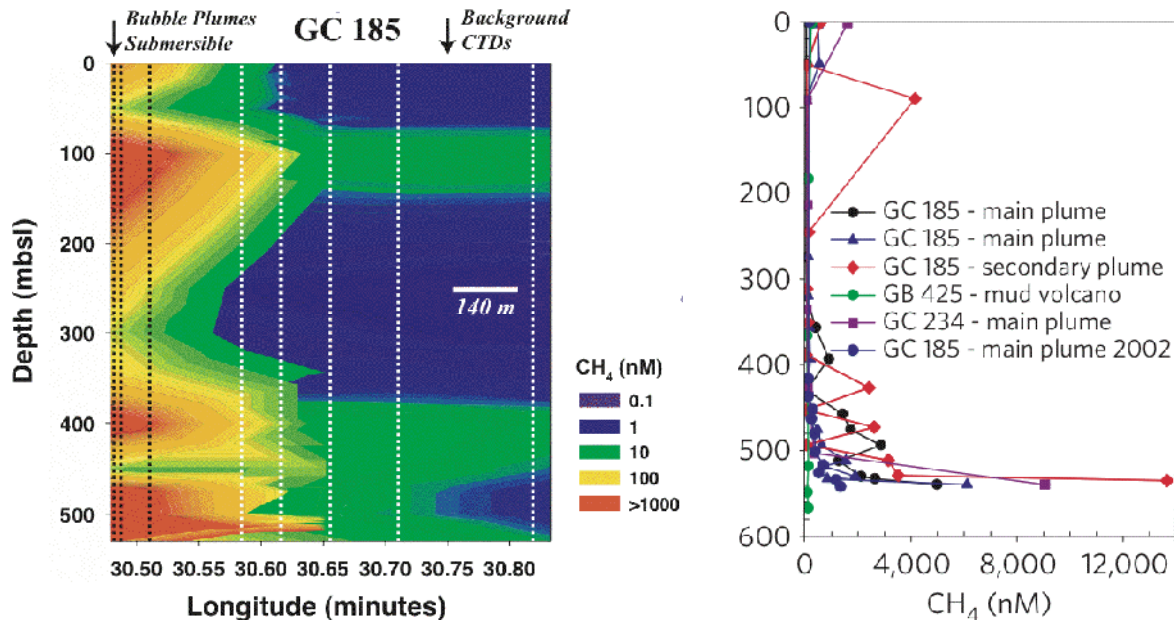 Bubble Plumes
Submersible
GC 185
Background
CTDs
0
100
200
300
400
500
Depth (mbsl)
140 m
CH4 (nM)
0.1
1
10
100
>1000
30.50 30.55 30.60 30.65 30.70 30.75 30.80
Longitude (minutes)
0
100
200
300
400
500
600
GC 185 - main plume
GC 185 - main plume
GC 185 - secondary plume
GB 425 - mud volcano
GC 234 - main plume
GC 185 - main plume 2002
0 4,000 8,000 12,000
CH4 (nM)